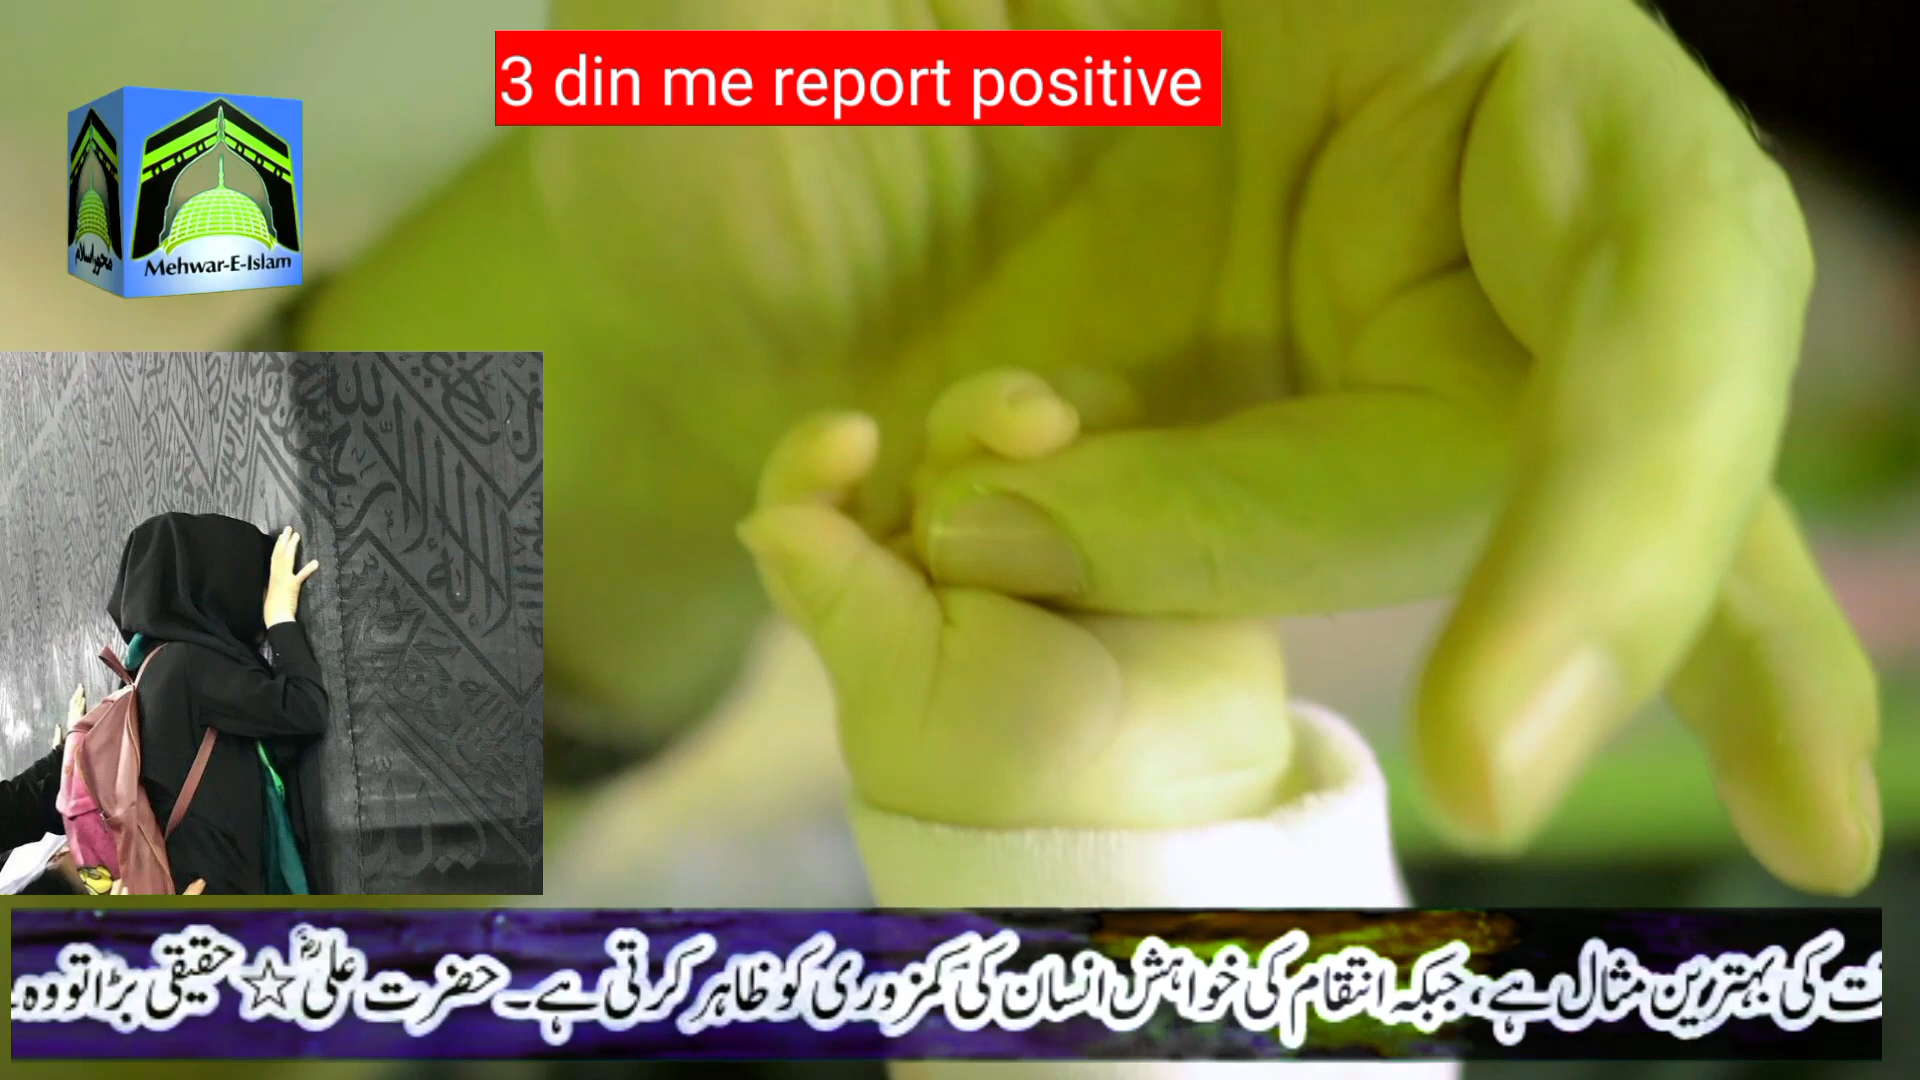 3 din me report positive
محور اسلام
Mehwar-E-Islam
کی بہترین مثال ہے، جبکہ انتقام کی خواہش انسان کی کمزوری کو ظاہر کرتی ہے۔ حضرت علیؓ ☆ حقیقی بڑا تو وہ